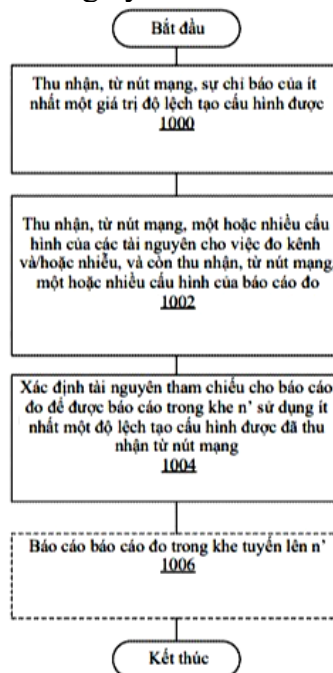 Bắt đầu
Thu nhận, từ nút mạng, sự chỉ báo của ít
nhất một giá trị độ lệch tạo cấu hình được
1000
Thu nhận, từ nút mạng, một hoặc nhiều cấu
hình của các tài nguyên cho việc đo kênh
và/hoặc nhiễu, và còn thu nhận, từ nút mạng,
một hoặc nhiều cấu hình của báo cáo đo
1002
Xác định tài nguyên tham chiếu cho báo cáo
đo để được báo cáo trong khe n' sử dụng ít
nhất một độ lệch tạo cấu hình được đã thu
nhận từ nút mạng
1004
Báo cáo báo cáo đo trong khe tuyến lên n'
1006
Kết thúc